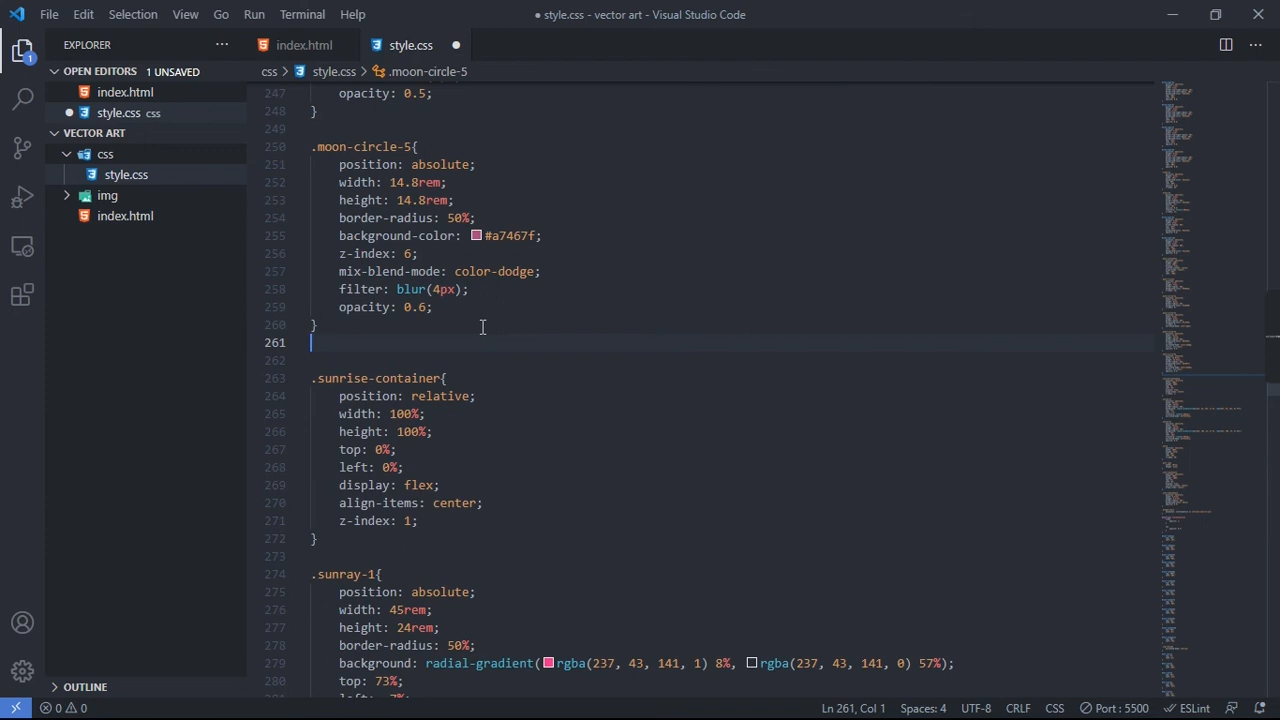 File Edit Selection View Go Run Terminal Help
● style.css - vector art - Visual Studio Code
EXPLORER ...
index.html
style.css
OPEN EDITORS 1 UNSAVED
css > style.css > .moon-circle-5
index.html
style.css css
VECTOR ART
css
style.css
img
index.html
247 opacity: 0.5;
248 }
249
250 .moon-circle-5{
251 position: absolute;
252 width: 14.8rem;
253 height: 14.8rem;
254 border-radius: 50%;
255 background-color: #a7467f;
256 z-index: 6;
257 mix-blend-mode: color-dodge;
258 filter: blur(4px);
259 opacity: 0.6;
260 }
261
262
263 .sunrise-container{
264 position: relative;
265 width: 100%;
266 height: 100%;
267 top: 0%;
268 left: 0%;
269 display: flex;
270 align-items: center;
271 z-index: 1;
272 }
273
274 .sunray-1{
275 position: absolute;
276 width: 45rem;
277 height: 24rem;
278 border-radius: 50%;
279 background: radial-gradient(rgba(237, 43, 141, 1) 8%, rgba(237, 43, 141, 0) 57%);
280 top: 73%;
1
OUTLINE
0 0
Ln 261, Col 1 Spaces: 4 UTF-8 CRLF CSS Port : 5500 ESLint